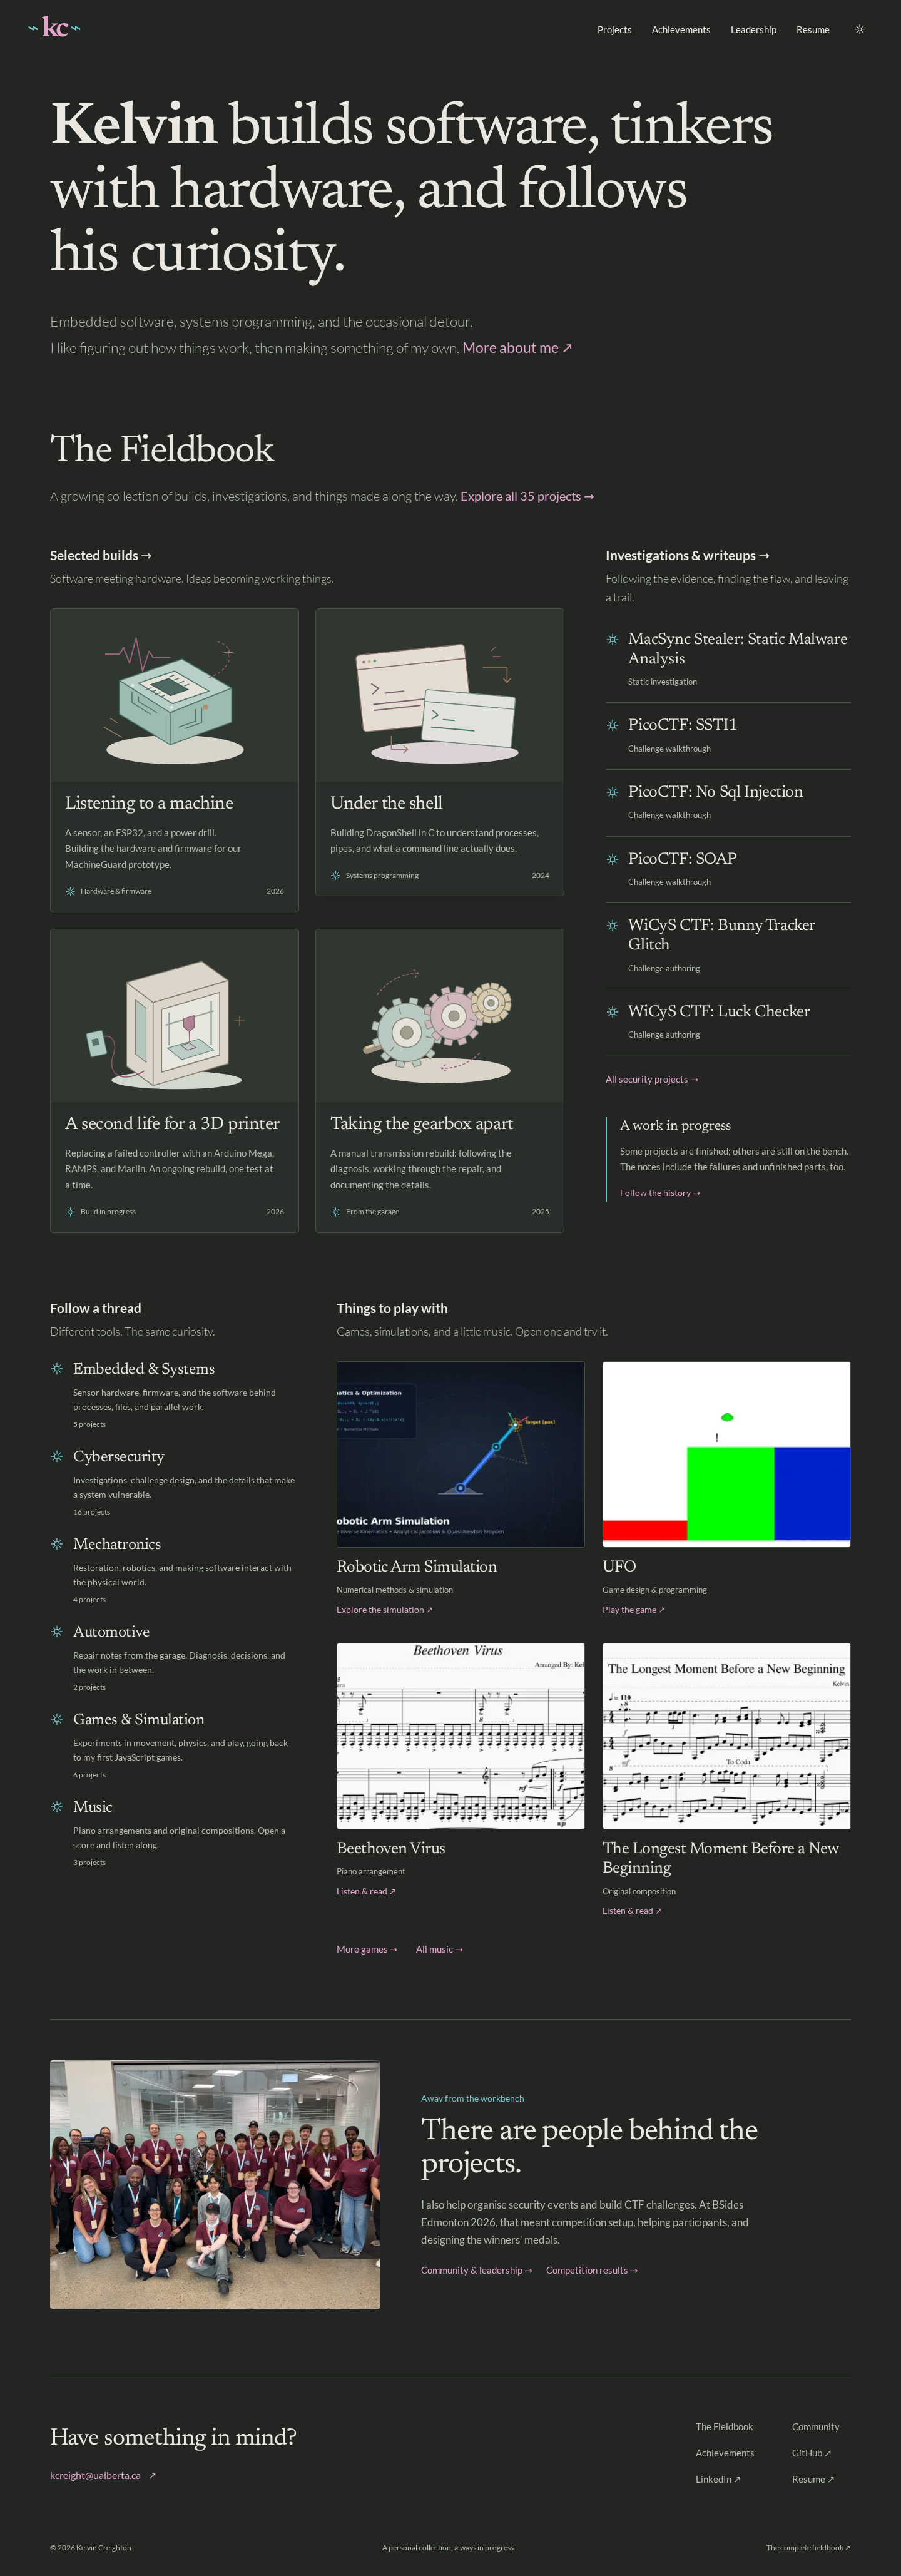 kc
Projects
Achievements
Leadership
Resume
Kelvin builds software, tinkers
with hardware, and follows
his curiosity.
Embedded software, systems programming, and the occasional detour.
I like figuring out how things work, then making something of my own. More about me ↗
The Fieldbook
A growing collection of builds, investigations, and things made along the way. Explore all 35 projects →
Selected builds →
Software meeting hardware. Ideas becoming working things.
Listening to a machine
A sensor, an ESP32, and a power drill.
Building the hardware and firmware for our
MachineGuard prototype.
Hardware & firmware
2026
Under the shell
Building DragonShell in C to understand processes,
pipes, and what a command line actually does.
Systems programming
2024
A second life for a 3D printer
Replacing a failed controller with an Arduino Mega,
RAMPS, and Marlin. An ongoing rebuild, one test at
a time.
Build in progress
2026
Taking the gearbox apart
A manual transmission rebuild: following the
diagnosis, working through the repair, and
documenting the details.
From the garage
2025
Investigations & writeups →
Following the evidence, finding the flaw, and leaving
a trail.
MacSync Stealer: Static Malware
Analysis
Static investigation
PicoCTF: SSTI1
Challenge walkthrough
PicoCTF: No Sql Injection
Challenge walkthrough
PicoCTF: SOAP
Challenge walkthrough
WiCyS CTF: Bunny Tracker
Glitch
Challenge authoring
WiCyS CTF: Luck Checker
Challenge authoring
All security projects →
A work in progress
Some projects are finished; others are still on the bench.
The notes include the failures and unfinished parts, too.
Follow the history →
Follow a thread
Different tools. The same curiosity.
Embedded & Systems
Sensor hardware, firmware, and the software behind
processes, files, and parallel work.
5 projects
Cybersecurity
Investigations, challenge design, and the details that make
a system vulnerable.
16 projects
Mechatronics
Restoration, robotics, and making software interact with
the physical world.
4 projects
Automotive
Repair notes from the garage. Diagnosis, decisions, and
the work in between.
2 projects
Games & Simulation
Experiments in movement, physics, and play, going back
to my first JavaScript games.
6 projects
Music
Piano arrangements and original compositions. Open a
score and listen along.
3 projects
Things to play with
Games, simulations, and a little music. Open one and try it.
atics & Optimization
Target [pos]
obotic Arm Simulation
Inverse Kinematics • Analytical Jacobian & Quasi-Newton Broyden
Robotic Arm Simulation
Numerical methods & simulation
Explore the simulation ↗
!
UFO
Game design & programming
Play the game ↗
Beethoven Virus
Arranged By: Kel
mf
f
mp
Beethoven Virus
Piano arrangement
Listen & read ↗
The Longest Moment Before a New Beginning
Kelvin
♩ = 110
To Coda
The Longest Moment Before a New
Beginning
Original composition
Listen & read ↗
More games →
All music →
Away from the workbench
There are people behind the
projects.
I also help organise security events and build CTF challenges. At BSides
Edmonton 2026, that meant competition setup, helping participants, and
designing the winners’ medals.
Community & leadership →
Competition results →
Have something in mind?
kcreight@ualberta.ca ↗
The Fieldbook
Community
Achievements
GitHub ↗
LinkedIn ↗
Resume ↗
© 2026 Kelvin Creighton
A personal collection, always in progress.
The complete fieldbook ↗